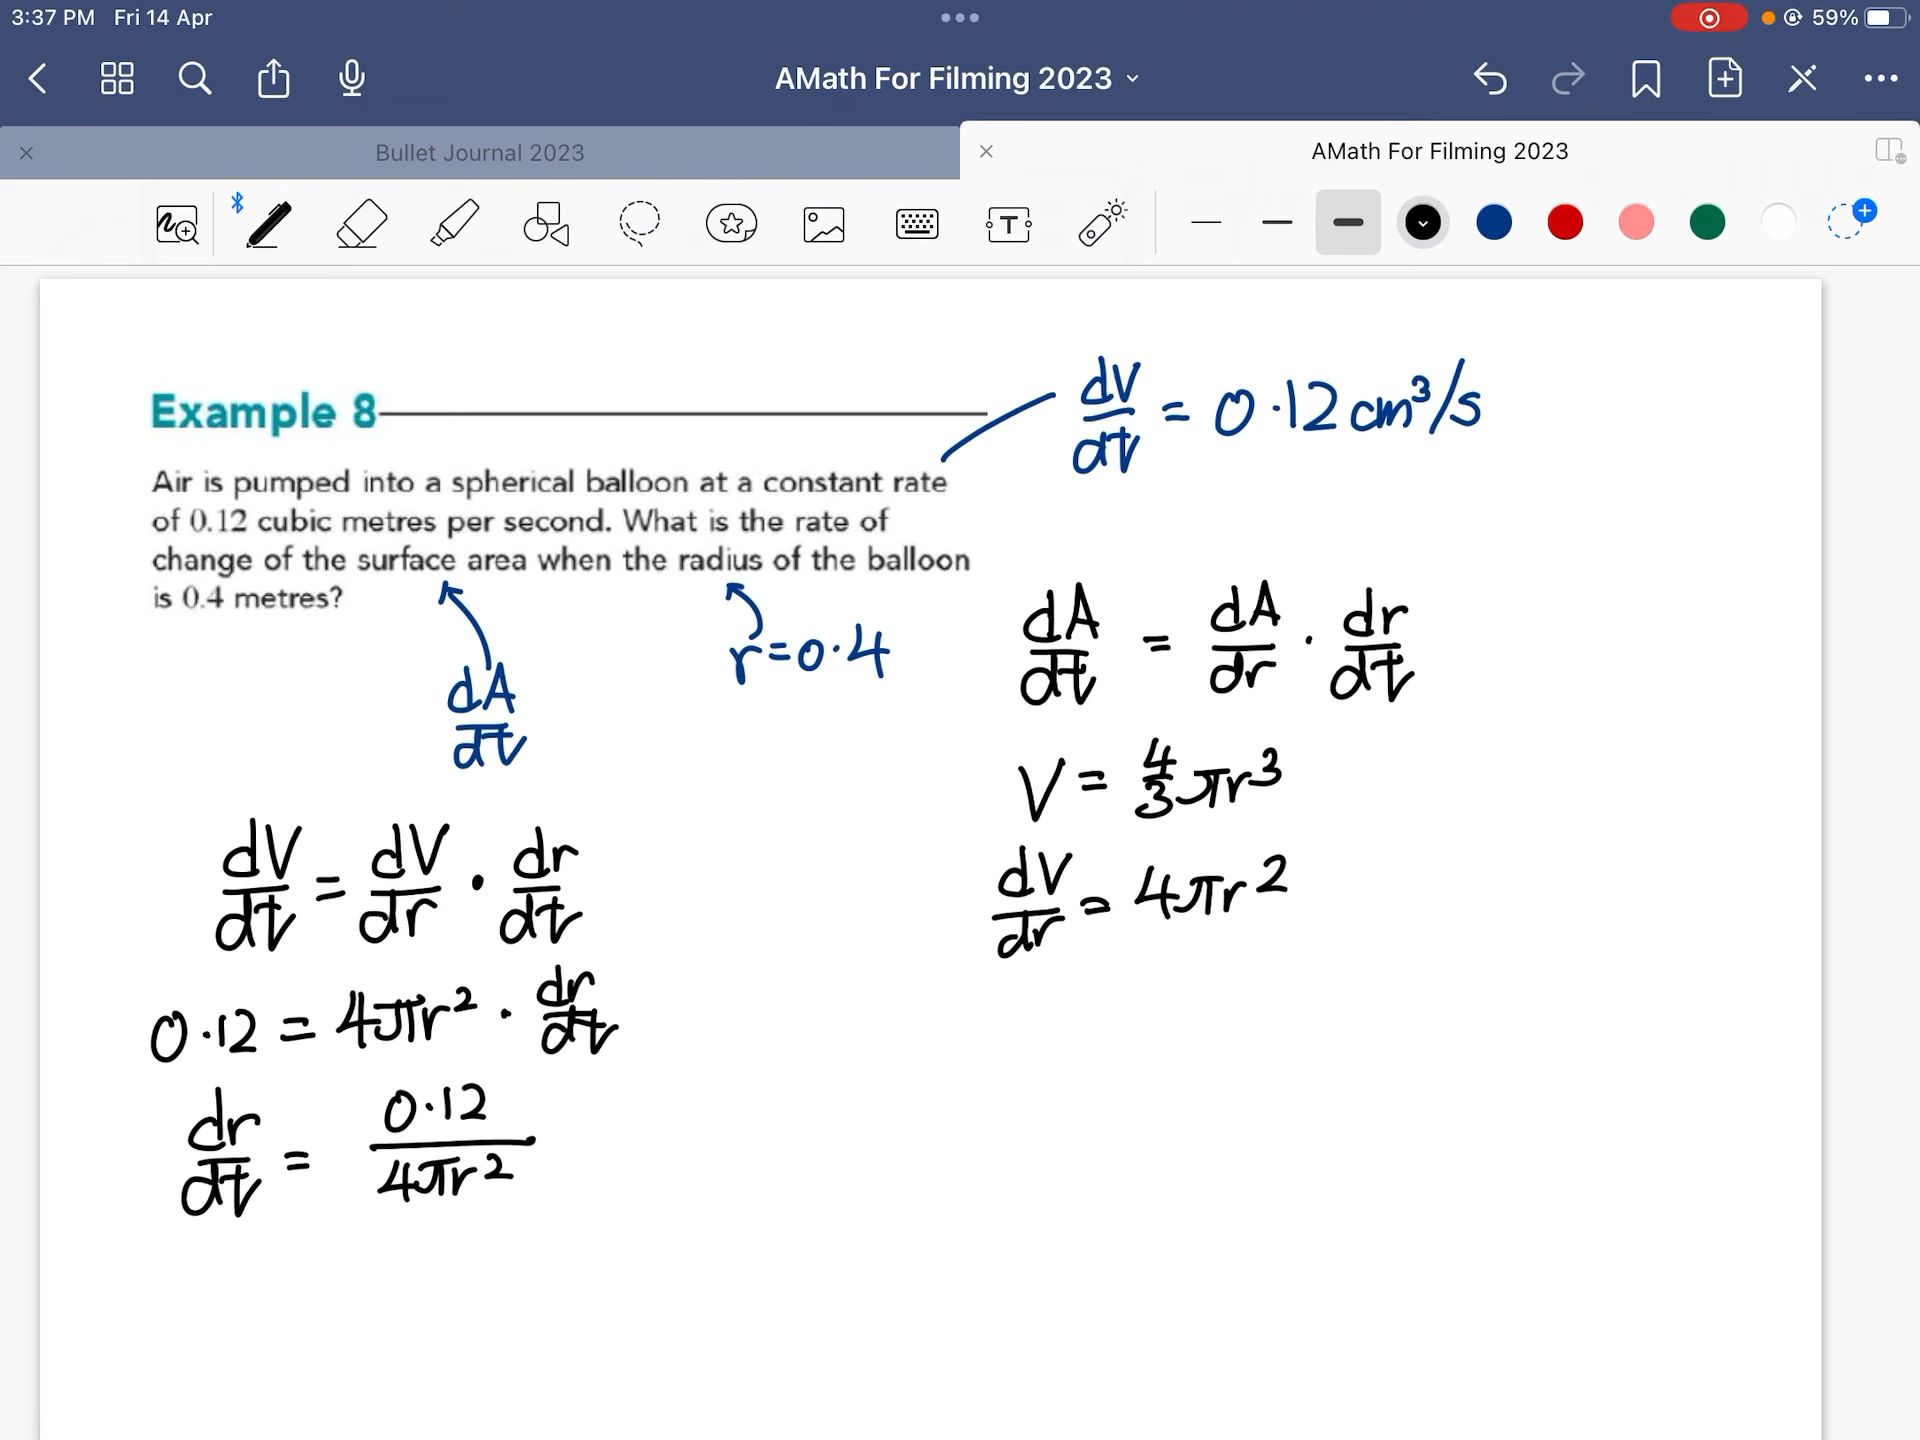 3:37 PM Fri 14 Apr
59%
AMath For Filming 2023
Bullet Journal 2023
AMath For Filming 2023
T
Example 8
Air is pumped into a spherical balloon at a constant rate
of 0.12 cubic metres per second. What is the rate of
change of the surface area when the radius of the balloon
is 0.4 metres?
dV/dt = 0.12 cm³/s
dA/dt
r = 0.4
dA/dt = dA/dr · dr/dt
V = 4/3 πr³
dV/dr = 4πr²
dV/dt = dV/dr · dr/dt
0.12 = 4πr² · dr/dt
dr/dt = 0.12/4πr²